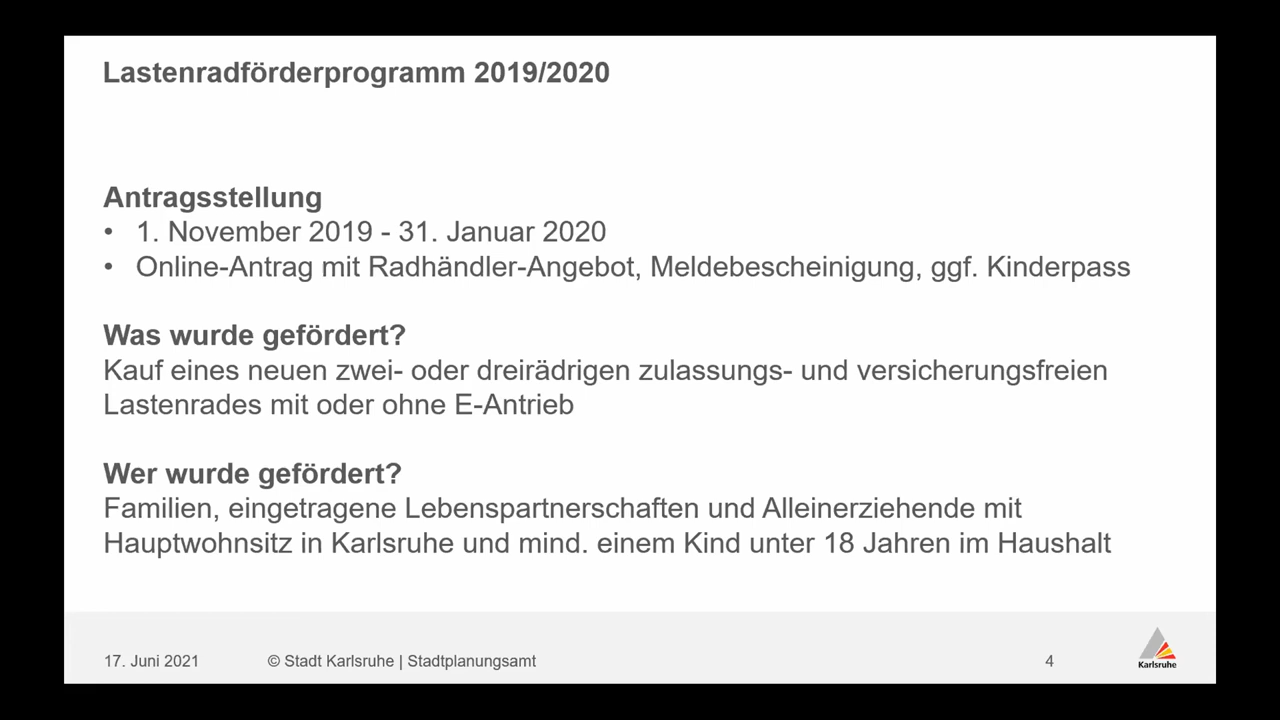 Lastenradförderprogramm 2019/2020
Antragsstellung
• 1. November 2019 - 31. Januar 2020
• Online-Antrag mit Radhändler-Angebot, Meldebescheinigung, ggf. Kinderpass
Was wurde gefördert?
Kauf eines neuen zwei- oder dreirädrigen zulassungs- und versicherungsfreien
Lastenrades mit oder ohne E-Antrieb
Wer wurde gefördert?
Familien, eingetragene Lebenspartnerschaften und Alleinerziehende mit
Hauptwohnsitz in Karlsruhe und mind. einem Kind unter 18 Jahren im Haushalt
17. Juni 2021 © Stadt Karlsruhe | Stadtplanungsamt 4
Karlsruhe